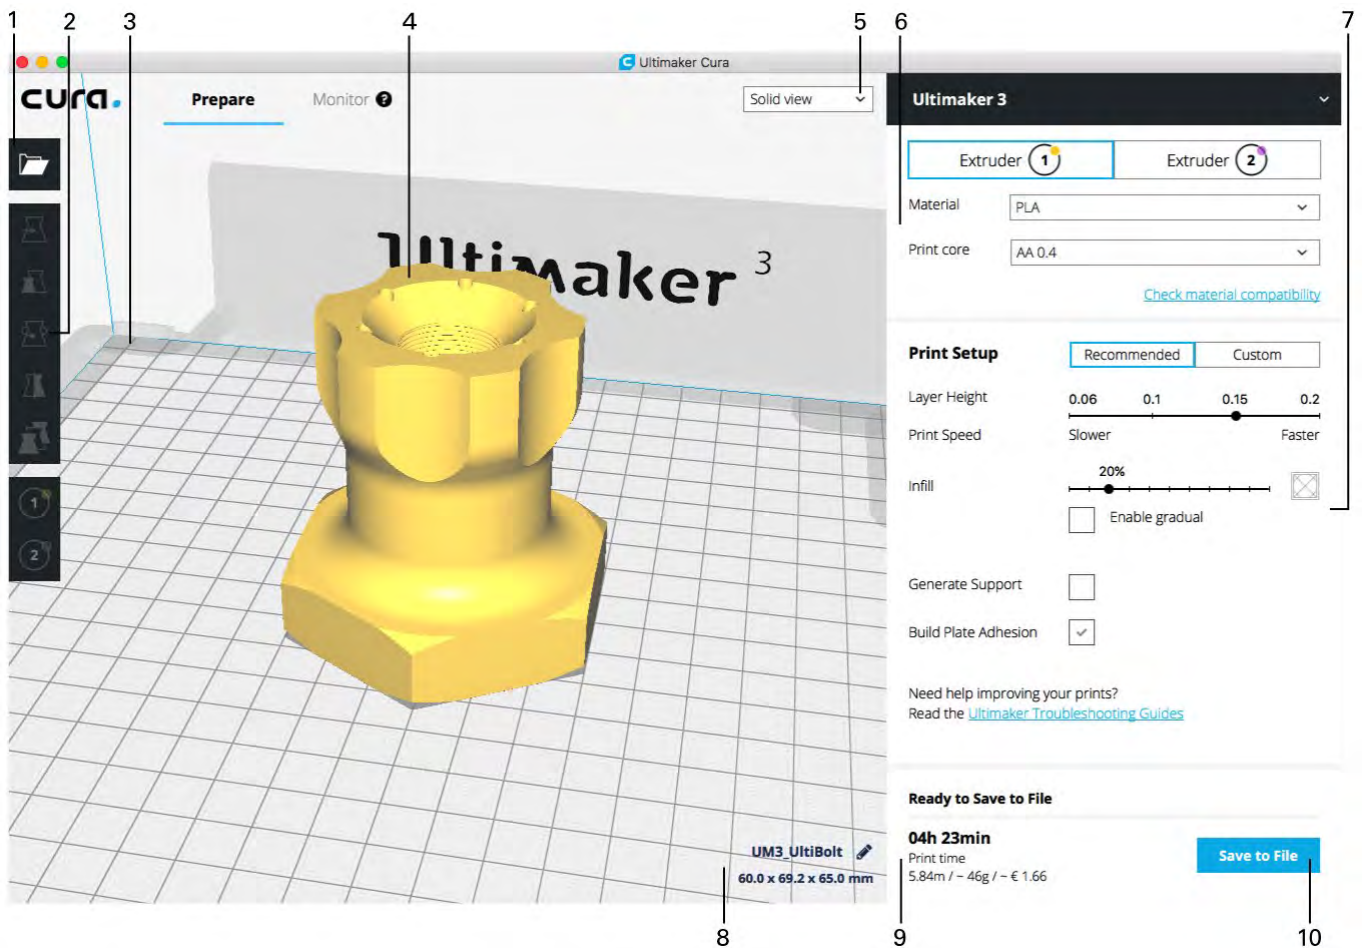 1 2 3 4 5 6 7
Ultimaker Cura
cura.
Prepare
Monitor ?
Solid view
Ultimaker 3
Ultimaker 3
Extruder 1
Extruder 2
Material
PLA
Print core
AA 0.4
Check material compatibility
Print Setup
Recommended
Custom
Layer Height
0.06 0.1 0.15 0.2
Print Speed
Slower
Faster
20%
Infill
Enable gradual
1
2
Generate Support
Build Plate Adhesion
Need help improving your prints?
Read the Ultimaker Troubleshooting Guides
Ready to Save to File
04h 23min
Print time
5.84m / ~ 46g / ~ € 1.66
Save to File
UM3_UltiBolt
60.0 x 69.2 x 65.0 mm
8 9 10